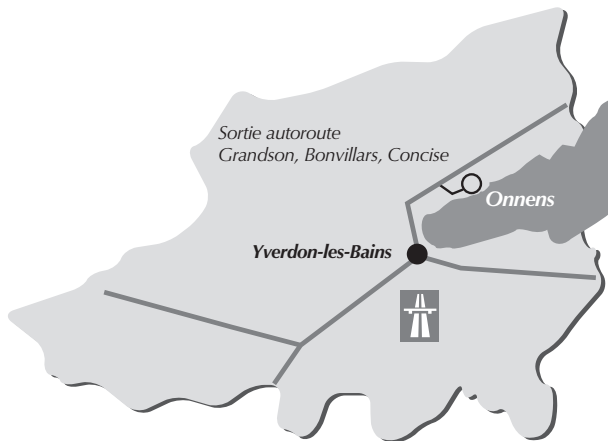 Sortie autoroute
Grandson, Bonvillars, Concise
Onnens
Yverdon-les-Bains